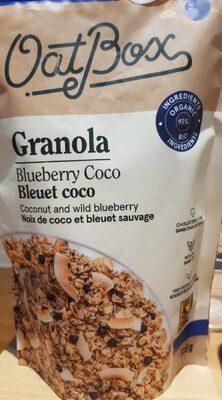 OatBox
INGREDIENTS
ORGANIC
93%
BIO
INGRÉDIENTS
Granola
Blueberry Coco
Bleuet coco
Coconut and wild blueberry
Noix de coco et bleuet sauvage